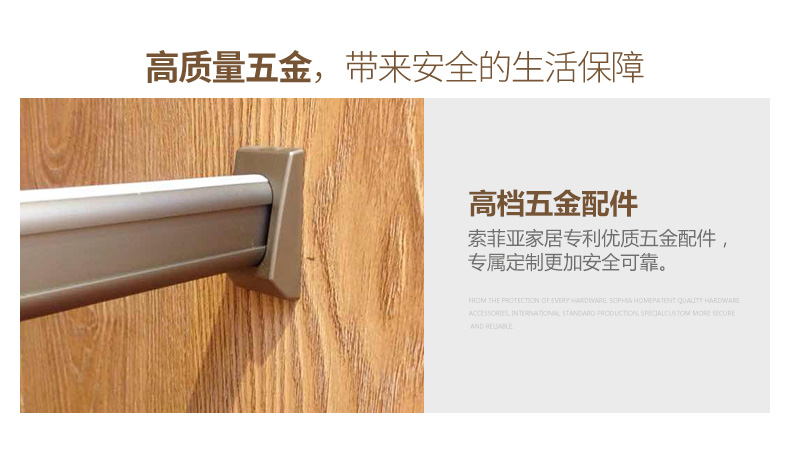 高质量五金，带来安全的生活保障
高档五金配件
索菲亚家居专利优质五金配件，
专属定制更加安全可靠。
FROM THE PROTECTION OF EVERY HARDWARE, SOPHIA HOMEPATENT QUALITY HARDWARE
ACCESSORIES, INTERNATIONAL STANDARD PRODUCTION, SPECIALCUSTOM MORE SECURE
AND RELIABLE.